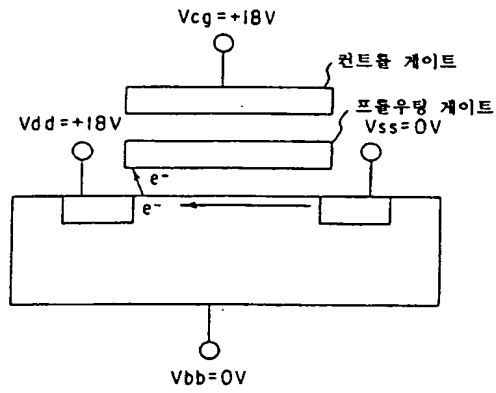 Vcg=+18V
컨트롤 게이트
프롤우팅 게이트
Vdd=+18V
Vss=0V
e-
e-
Vbb=0V